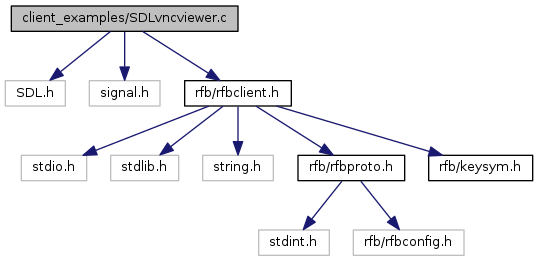 client_examples/SDLvncviewer.c
SDL.h
signal.h
rfb/rfbclient.h
stdio.h
stdlib.h
string.h
rfb/rfbproto.h
rfb/keysym.h
stdint.h
rfb/rfbconfig.h